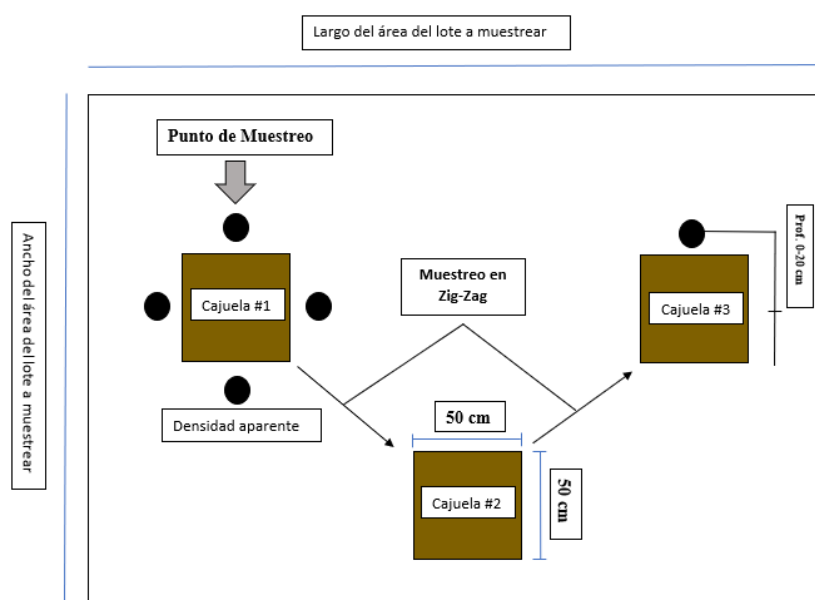 Largo del área del lote a muestrear
Punto de Muestreo
Ancho del área del lote a muestrear
Prof. 0-20 cm
Muestreo en
Zig-Zag
Cajuela #1
Cajuela #3
Densidad aparente
50 cm
Cajuela #2
50 cm